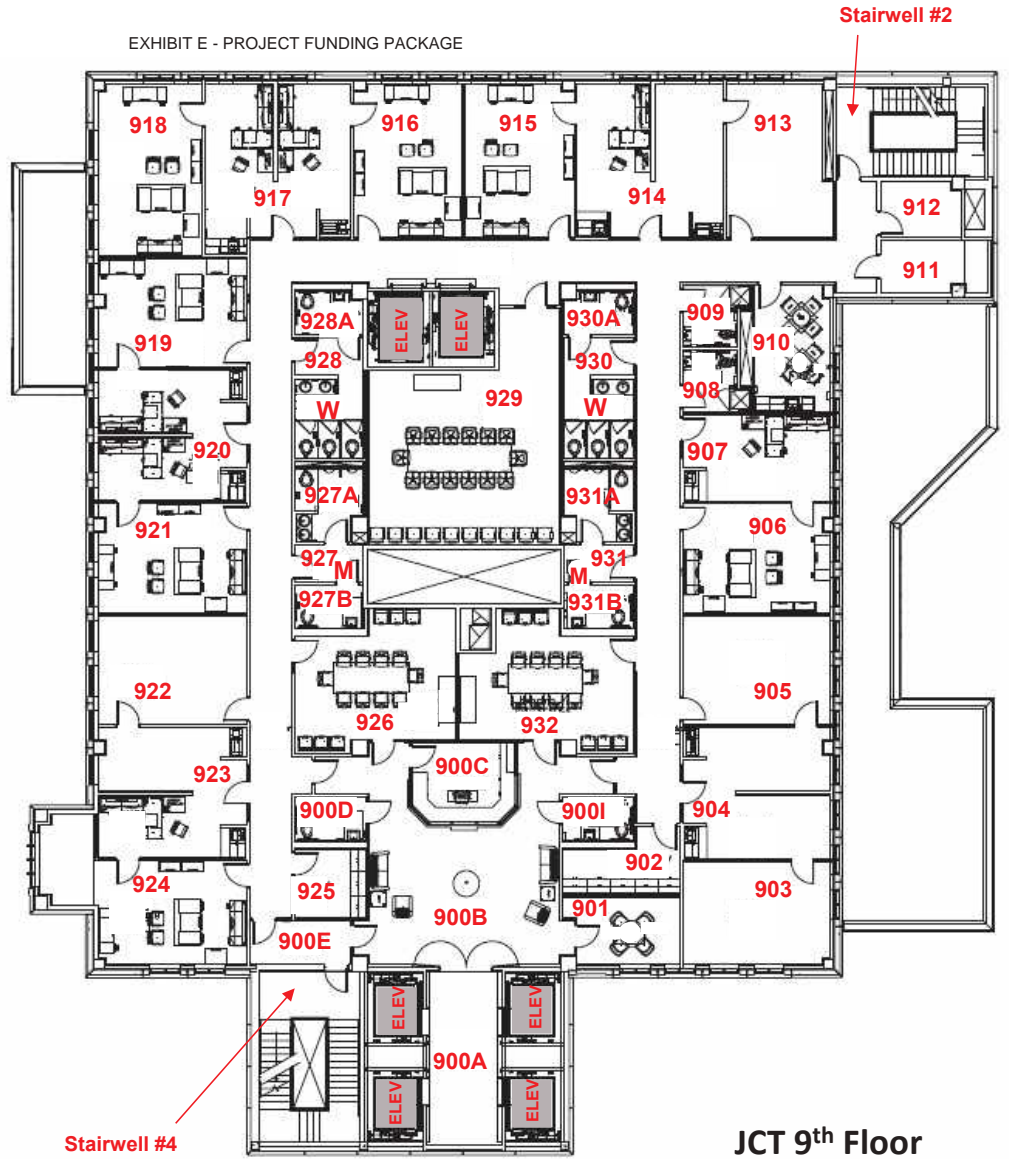 Stairwell #2
EXHIBIT E - PROJECT FUNDING PACKAGE
918
917
916
915
914
913
912
911
919
928A
ELEV
ELEV
930A
909
910
928
930
908
929
W
W
920
907
927A
931A
921
906
927
M
931
M
927B
931B
922
926
932
905
923
900C
900D
900I
904
902
924
925
901
903
900B
900E
ELEV
ELEV
900A
ELEV
ELEV
Stairwell #4
JCT 9th Floor